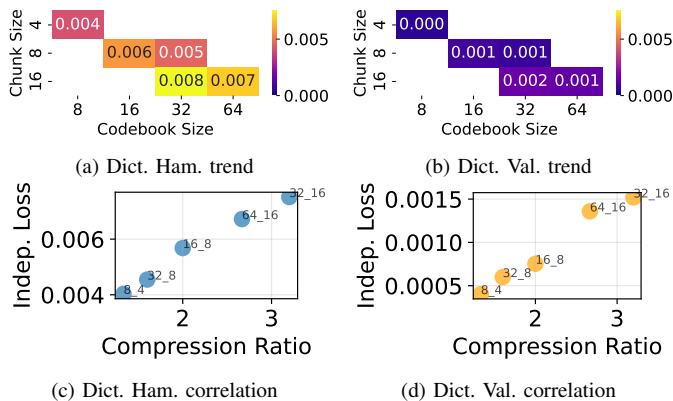 Chunk Size
4
8
16
0.004
0.006 0.005
0.008 0.007
0.005
0.000
8 16 32 64
Codebook Size
(a) Dict. Ham. trend
Chunk Size
4
8
16
0.000
0.001 0.001
0.002 0.001
0.005
0.000
8 16 32 64
Codebook Size
(b) Dict. Val. trend
Indep. Loss
0.006
0.004
32_16
64_16
16_8
32_8
8_4
2 3
Compression Ratio
(c) Dict. Ham. correlation
Indep. Loss
0.0015
0.0010
0.0005
32_16
64_16
16_8
32_8
8_4
2 3
Compression Ratio
(d) Dict. Val. correlation